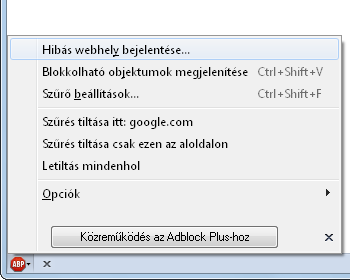 Hibás webhely bejelentése...
Blokkolható objektumok megjelenítése Ctrl+Shift+V
Szűrő beállítások... Ctrl+Shift+F
Szűrés tiltása itt: google.com
Szűrés tiltása csak ezen az aloldalon
Letiltás mindenhol
Opciók
Közreműködés az Adblock Plus-hoz
ABP